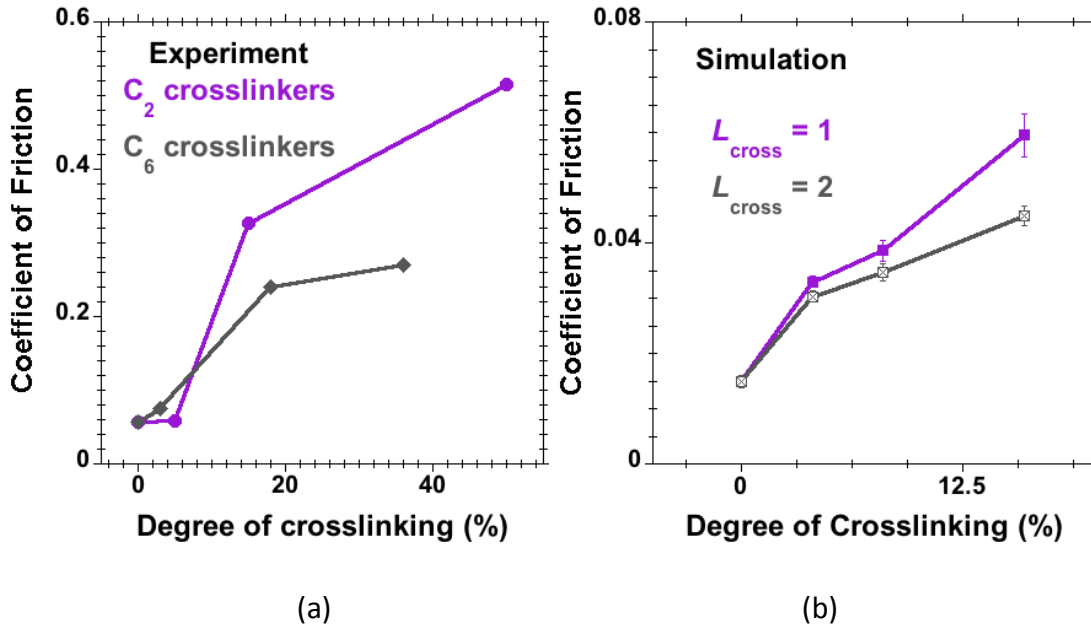 0.6
0.4
0.2
0
Coefficient of Friction
Experiment
C2 crosslinkers
C6 crosslinkers
0 20 40
Degree of crosslinking (%)
(a)
0.08
0.04
0
Coefficient of Friction
Simulation
Lcross = 1
Lcross = 2
0 12.5
Degree of Crosslinking (%)
(b)